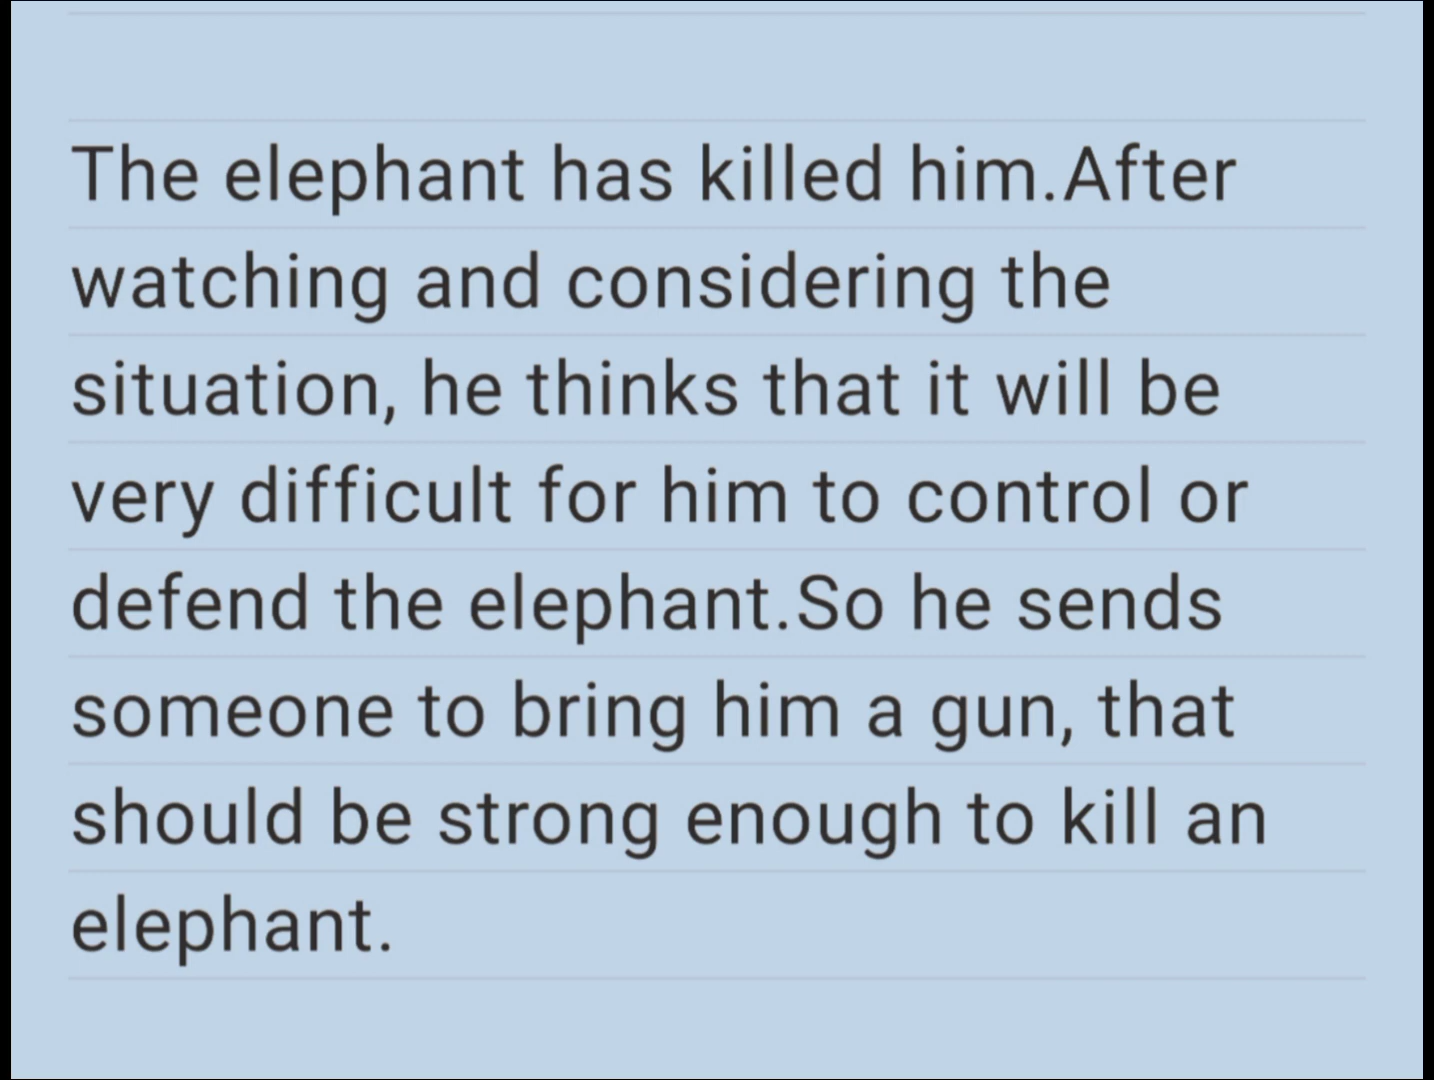 The elephant has killed him.After
watching and considering the
situation, he thinks that it will be
very difficult for him to control or
defend the elephant.So he sends
someone to bring him a gun, that
should be strong enough to kill an
elephant.